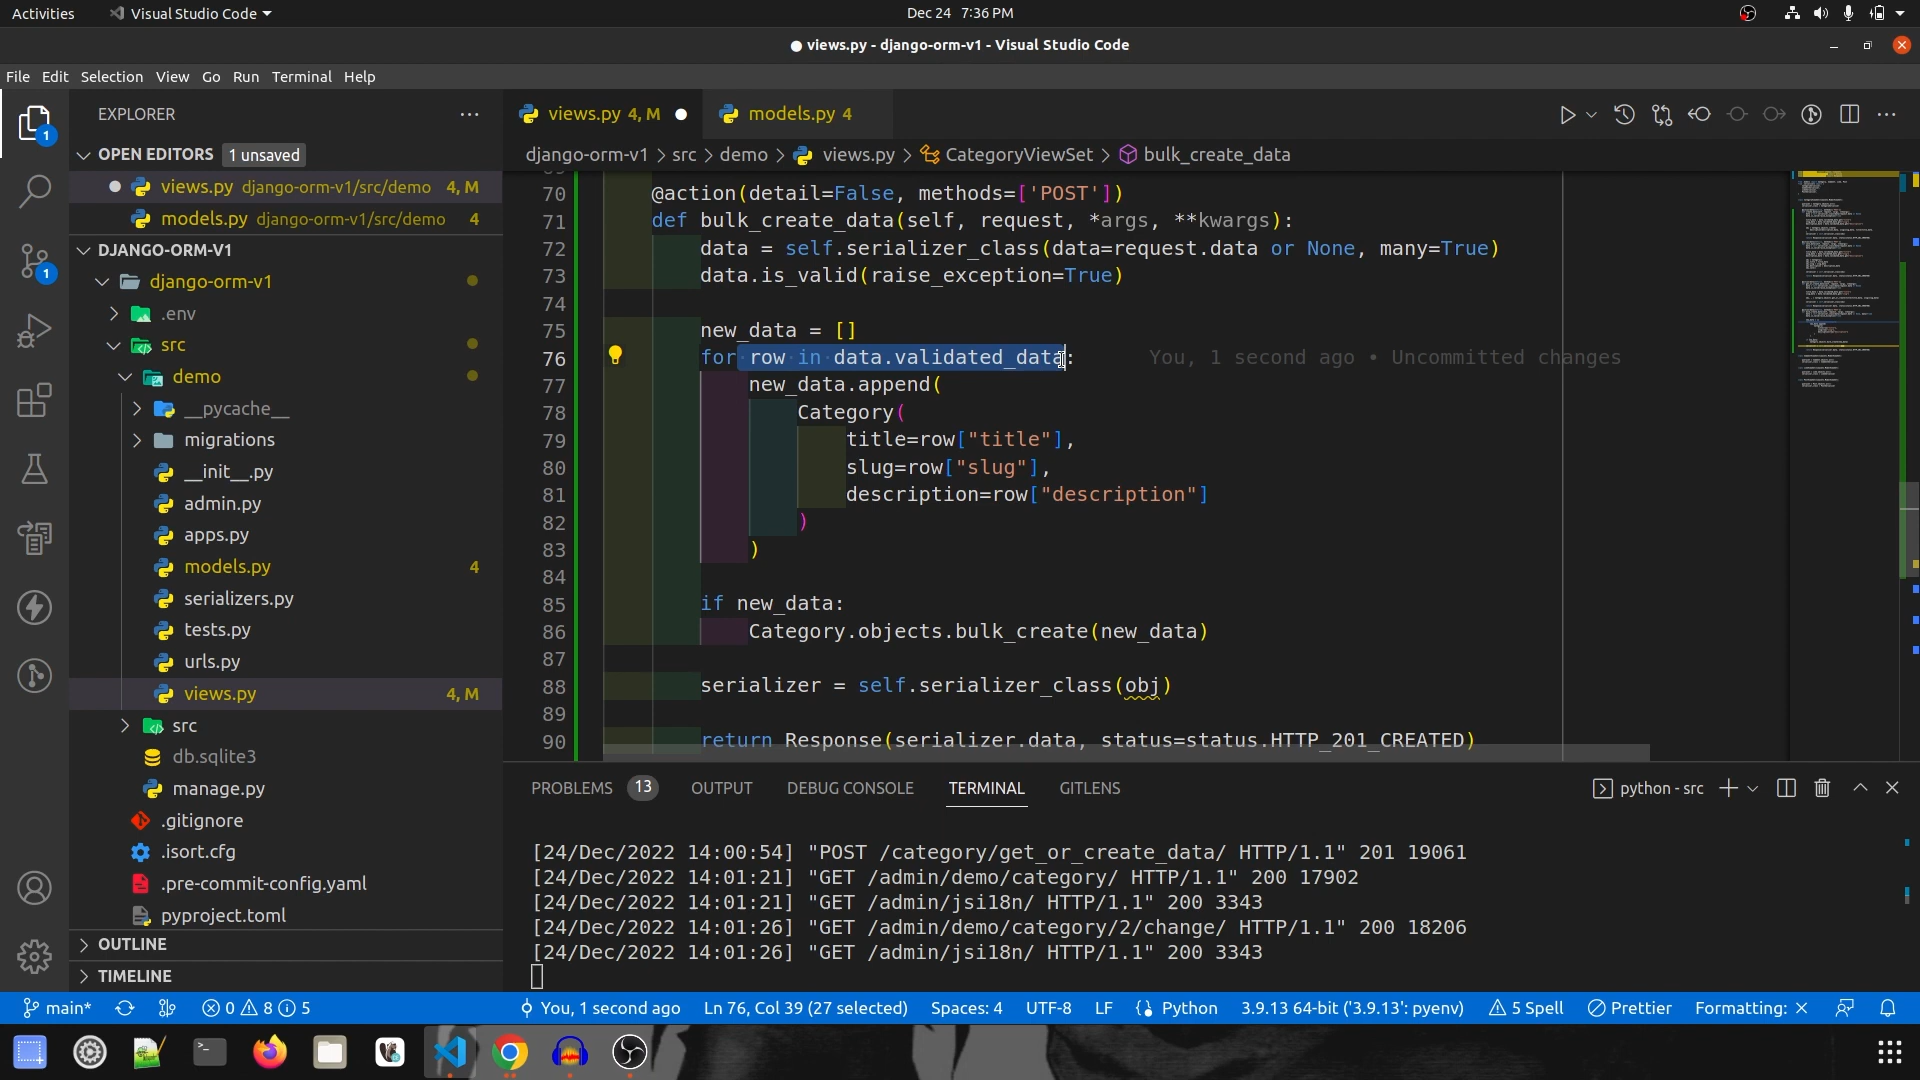 Activities
Visual Studio Code
Dec 24 7:36 PM
● views.py - django-orm-v1 - Visual Studio Code
File Edit Selection View Go Run Terminal Help
EXPLORER
OPEN EDITORS 1 unsaved
views.py django-orm-v1/src/demo 4, M
models.py django-orm-v1/src/demo 4
DJANGO-ORM-V1
django-orm-v1
.env
src
demo
__pycache__
migrations
__init__.py
admin.py
apps.py
models.py 4
serializers.py
tests.py
urls.py
views.py 4, M
src
db.sqlite3
manage.py
.gitignore
.isort.cfg
.pre-commit-config.yaml
pyproject.toml
OUTLINE
TIMELINE
1
1
views.py 4, M
models.py 4
django-orm-v1 > src > demo > views.py > CategoryViewSet > bulk_create_data
70 @action(detail=False, methods=['POST'])
71 def bulk_create_data(self, request, *args, **kwargs):
72 data = self.serializer_class(data=request.data or None, many=True)
73 data.is_valid(raise_exception=True)
74
75 new_data = []
76 for row in data.validated_data: You, 1 second ago • Uncommitted changes
77 new_data.append(
78 Category(
79 title=row["title"],
80 slug=row["slug"],
81 description=row["description"]
82 )
83 )
84
85 if new_data:
86 Category.objects.bulk_create(new_data)
87
88 serializer = self.serializer_class(obj)
89
90 return Response(serializer.data, status=status.HTTP_201_CREATED)
PROBLEMS 13 OUTPUT DEBUG CONSOLE TERMINAL GITLENS
python - src
[24/Dec/2022 14:00:54] "POST /category/get_or_create_data/ HTTP/1.1" 201 19061
[24/Dec/2022 14:01:21] "GET /admin/demo/category/ HTTP/1.1" 200 17902
[24/Dec/2022 14:01:21] "GET /admin/jsi18n/ HTTP/1.1" 200 3343
[24/Dec/2022 14:01:26] "GET /admin/demo/category/2/change/ HTTP/1.1" 200 18206
[24/Dec/2022 14:01:26] "GET /admin/jsi18n/ HTTP/1.1" 200 3343
main* 0 8 5 You, 1 second ago Ln 76, Col 39 (27 selected) Spaces: 4 UTF-8 LF Python 3.9.13 64-bit ('3.9.13': pyenv) 5 Spell Prettier Formatting: ✕